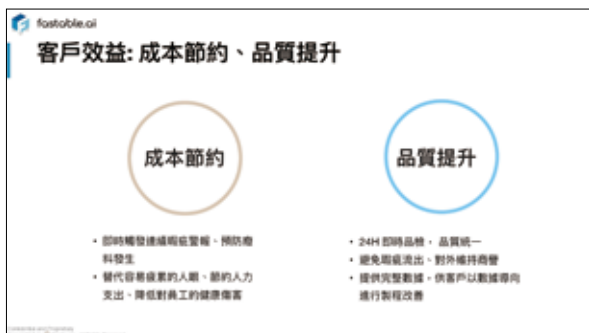 fastable.ai
客戶效益: 成本節約、品質提升
成本節約
品質提升
• 即時觸發連續瑕疵警報、預防廢
料發生
• 替代容易疲累的人眼、節約人力
支出、降低對員工的健康傷害
• 24H 即時品檢, 品質統一
• 避免瑕疵流出、對外維持商譽
• 提供完整數據,供客戶以數據導向
進行製程改善